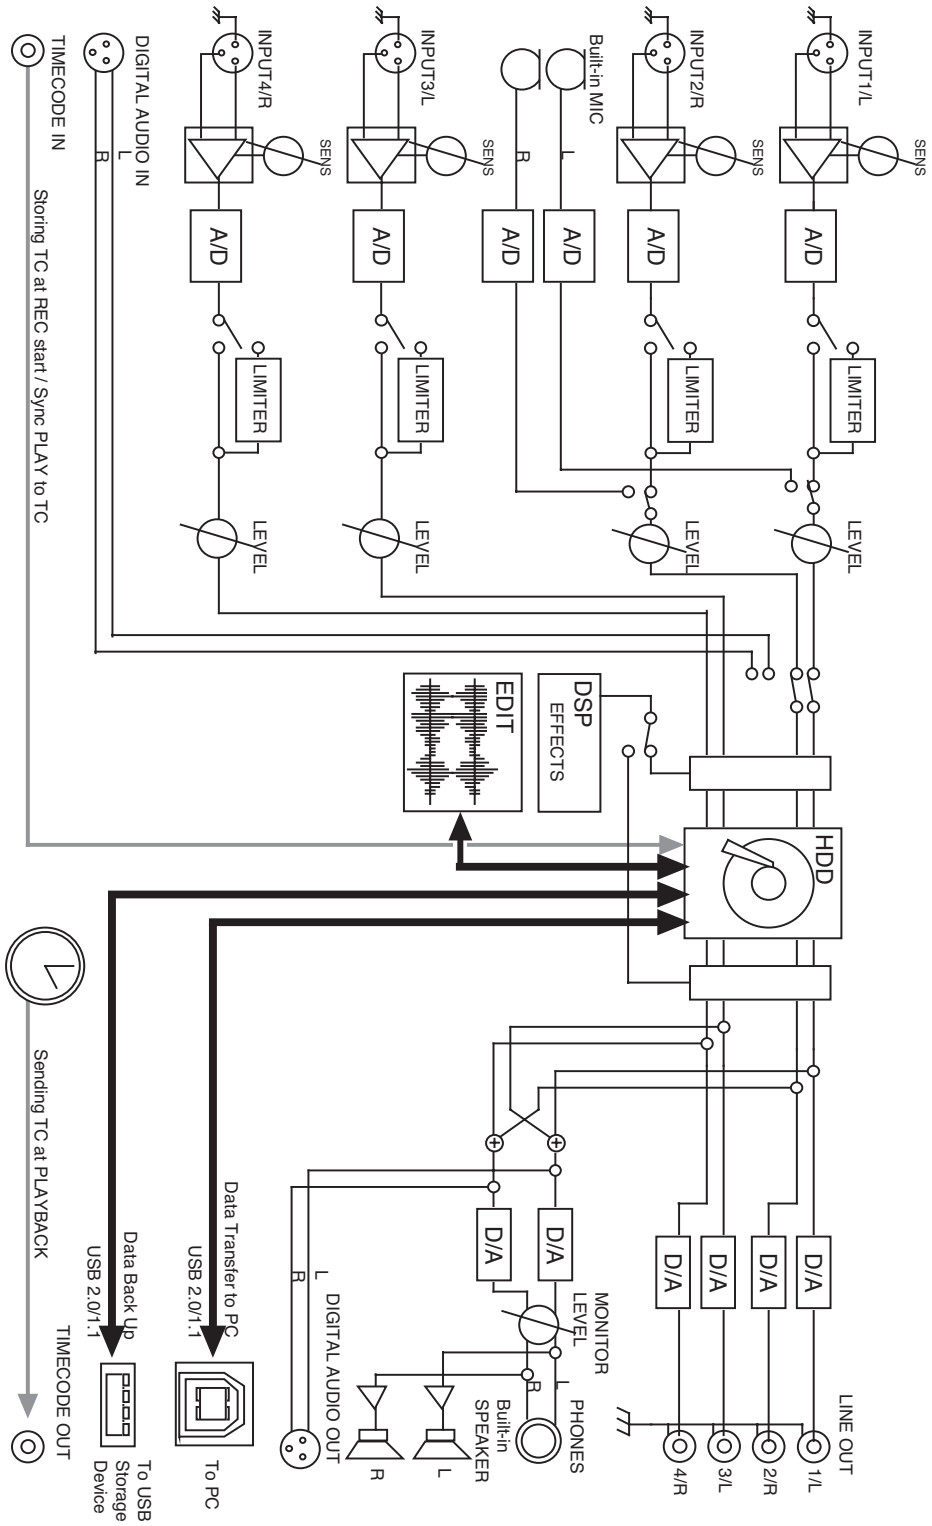 INPUT1/L
SENS
A/D
LIMITER
LEVEL
INPUT2/R
SENS
A/D
LIMITER
LEVEL
Built-in MIC
L
R
A/D
A/D
INPUT3/L
SENS
A/D
LIMITER
LEVEL
INPUT4/R
SENS
A/D
LIMITER
LEVEL
DIGITAL AUDIO IN
L
R
TIMECODE IN
Storing TC at REC start / Sync PLAY to TC
DSP
EFFECTS
EDIT
HDD
LINE OUT
D/A
1/L
D/A
2/R
D/A
3/L
D/A
4/R
D/A
D/A
MONITOR
LEVEL
L
R
PHONES
Built-in
SPEAKER
L
R
DIGITAL AUDIO OUT
L
R
Data Transfer to PC
USB 2.0/1.1
To PC
Data Back Up
USB 2.0/1.1
To USB
Storage
Device
Sending TC at PLAYBACK
TIMECODE OUT